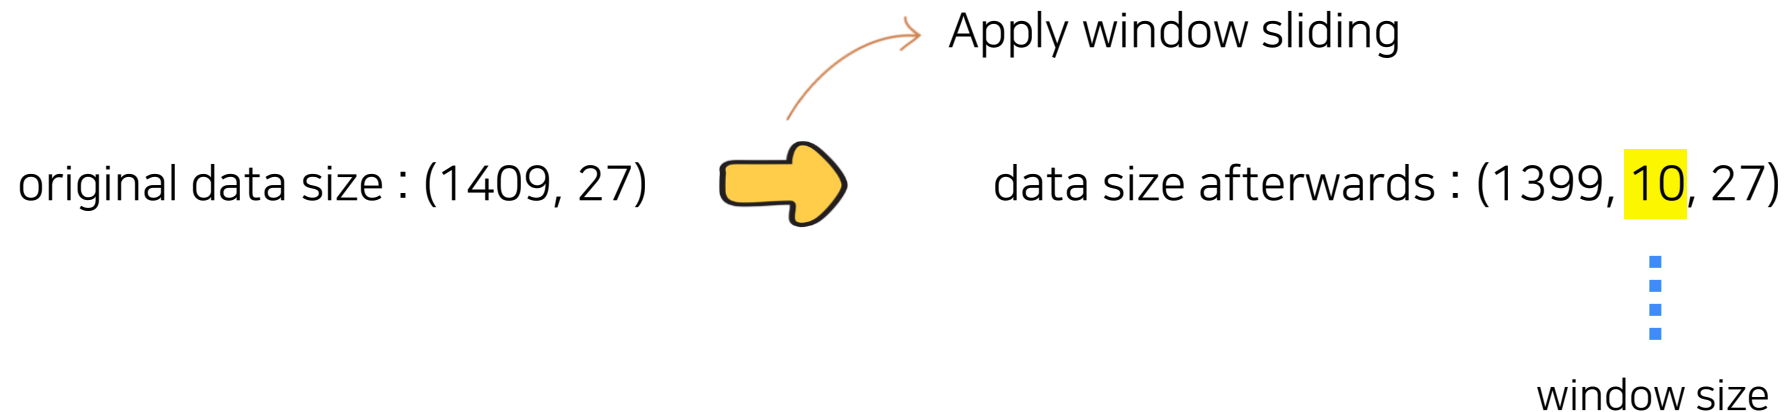 Apply window sliding
original data size : (1409, 27)
data size afterwards : (1399, 10, 27)
window size